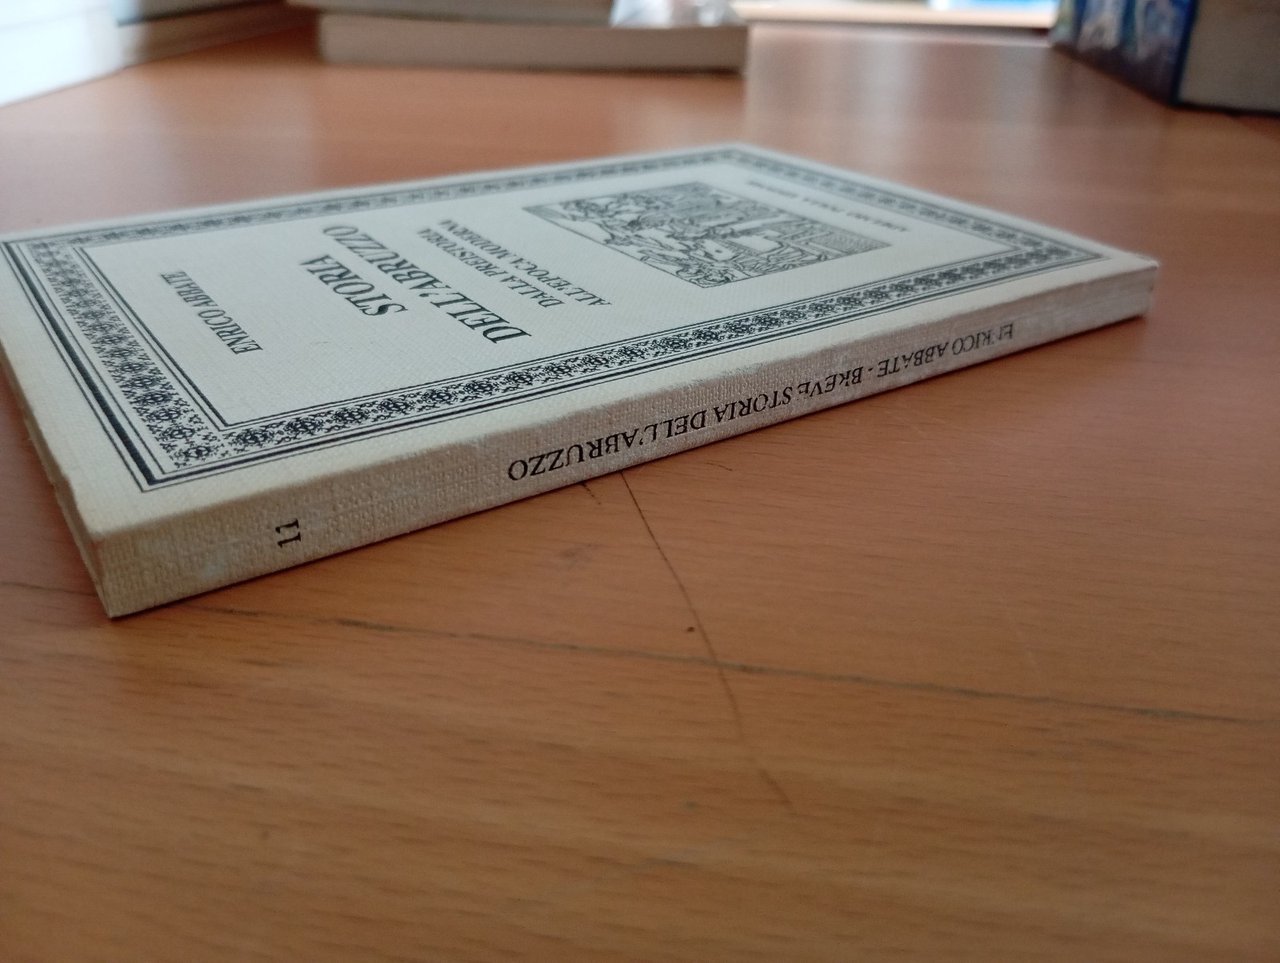 ENRICO ABBATE
STORIA
DELL'ABRUZZO
DALLA PREISTORIA
ALL'EPOCA MODERNA
ENRICO ABBATE - BREVE STORIA DELL'ABRUZZO
11